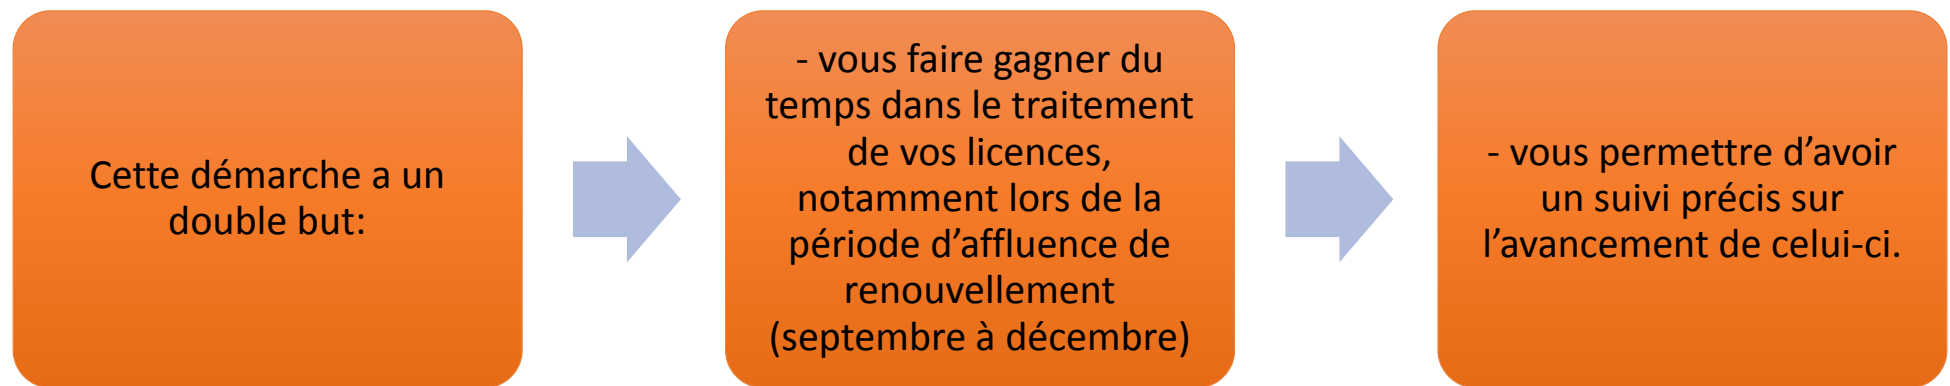 Cette démarche a un
double but:
- vous faire gagner du
temps dans le traitement
de vos licences,
notamment lors de la
période d’affluence de
renouvellement
(septembre à décembre)
- vous permettre d’avoir
un suivi précis sur
l’avancement de celui-ci.